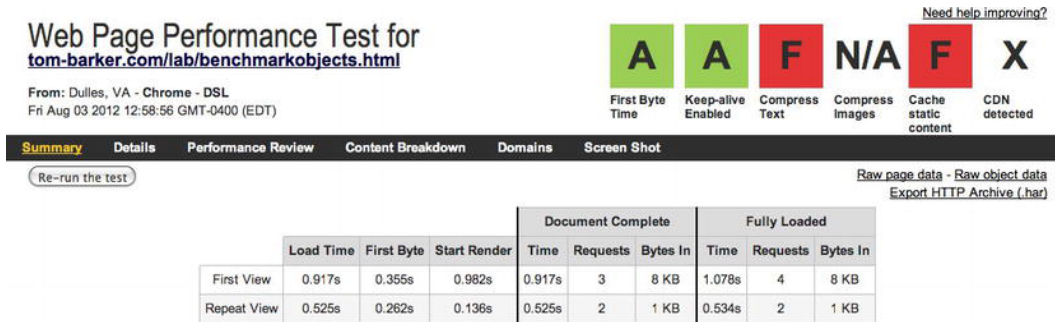 Need help improving?
Web Page Performance Test for
tom-barker.com/lab/benchmarkobjects.html
From: Dulles, VA - Chrome - DSL
Fri Aug 03 2012 12:58:56 GMT-0400 (EDT)
A A F N/A F X
First Byte Time Keep-alive Enabled Compress Text Compress Images Cache static content CDN detected
Summary Details Performance Review Content Breakdown Domains Screen Shot
Re-run the test
Raw page data - Raw object data
Export HTTP Archive (.har)
Document Complete Fully Loaded
Load Time First Byte Start Render Time Requests Bytes In Time Requests Bytes In
First View 0.917s 0.355s 0.982s 0.917s 3 8 KB 1.078s 4 8 KB
Repeat View 0.525s 0.262s 0.136s 0.525s 2 1 KB 0.534s 2 1 KB